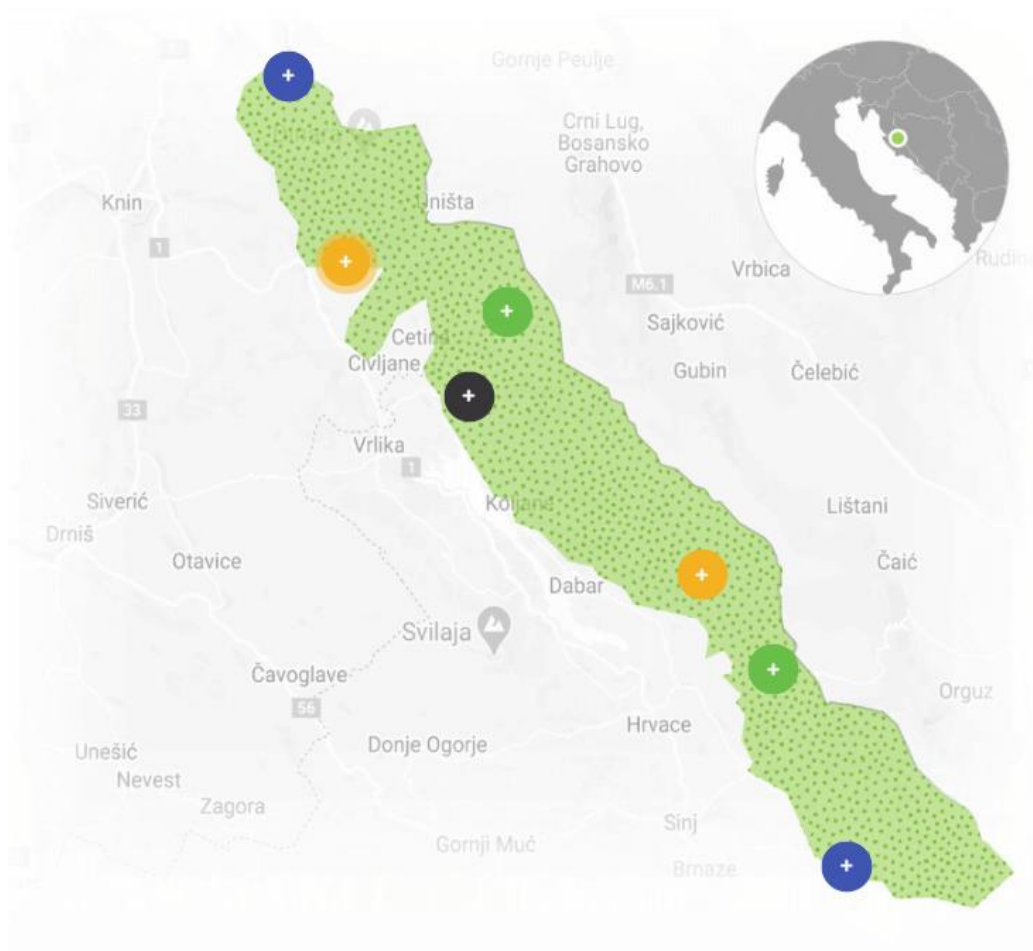 Gornje Peulje
Crni Lug,
Bosansko
Grahovo
Knin
Uništa
1
Vrbica
M6.1
Sajković
Cetina
Civljane
Gubin
Čelebić
33
Vrlika
1
Siverić
Koljane
Lištani
Drniš
Otavice
Čaić
Dabar
Svilaja
Čavoglave
Orguz
56
Hrvace
Donje Ogorje
Unešić
Nevest
Zagora
Sinj
Gornji Muć
Brnaze